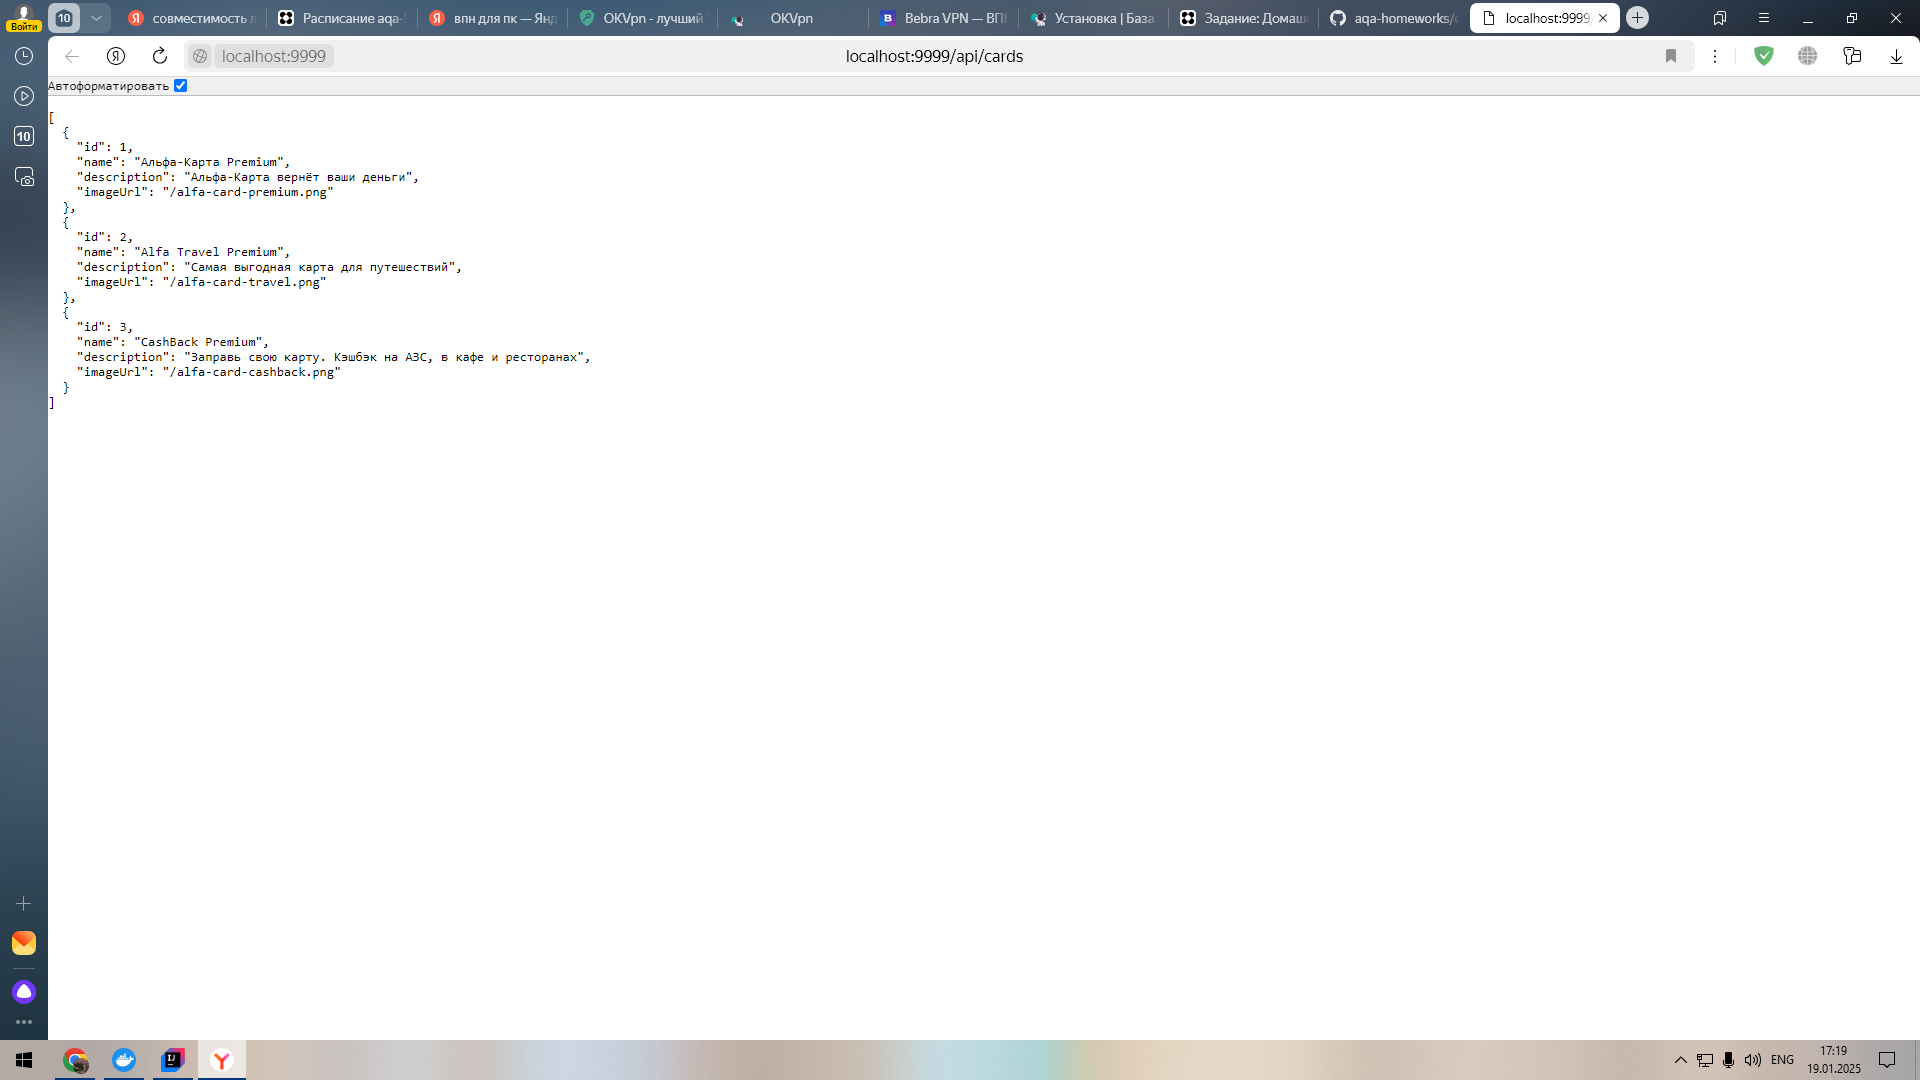 Войти
10
совместимость л
Расписание aqa-
впн для пк — Янд
OKVpn - лучший
OKVpn
Bebra VPN — ВПН
Установка | База
Задание: Домаш
aqa-homeworks/
localhost:9999
localhost:9999
localhost:9999/api/cards
10
Автоформатировать
[
{
"id": 1,
"name": "Альфа-Карта Premium",
"description": "Альфа-Карта вернёт ваши деньги",
"imageUrl": "/alfa-card-premium.png"
},
{
"id": 2,
"name": "Alfa Travel Premium",
"description": "Самая выгодная карта для путешествий",
"imageUrl": "/alfa-card-travel.png"
},
{
"id": 3,
"name": "CashBack Premium",
"description": "Заправь свою карту. Кэшбэк на АЗС, в кафе и ресторанах",
"imageUrl": "/alfa-card-cashback.png"
}
]
ENG
17:19
19.01.2025